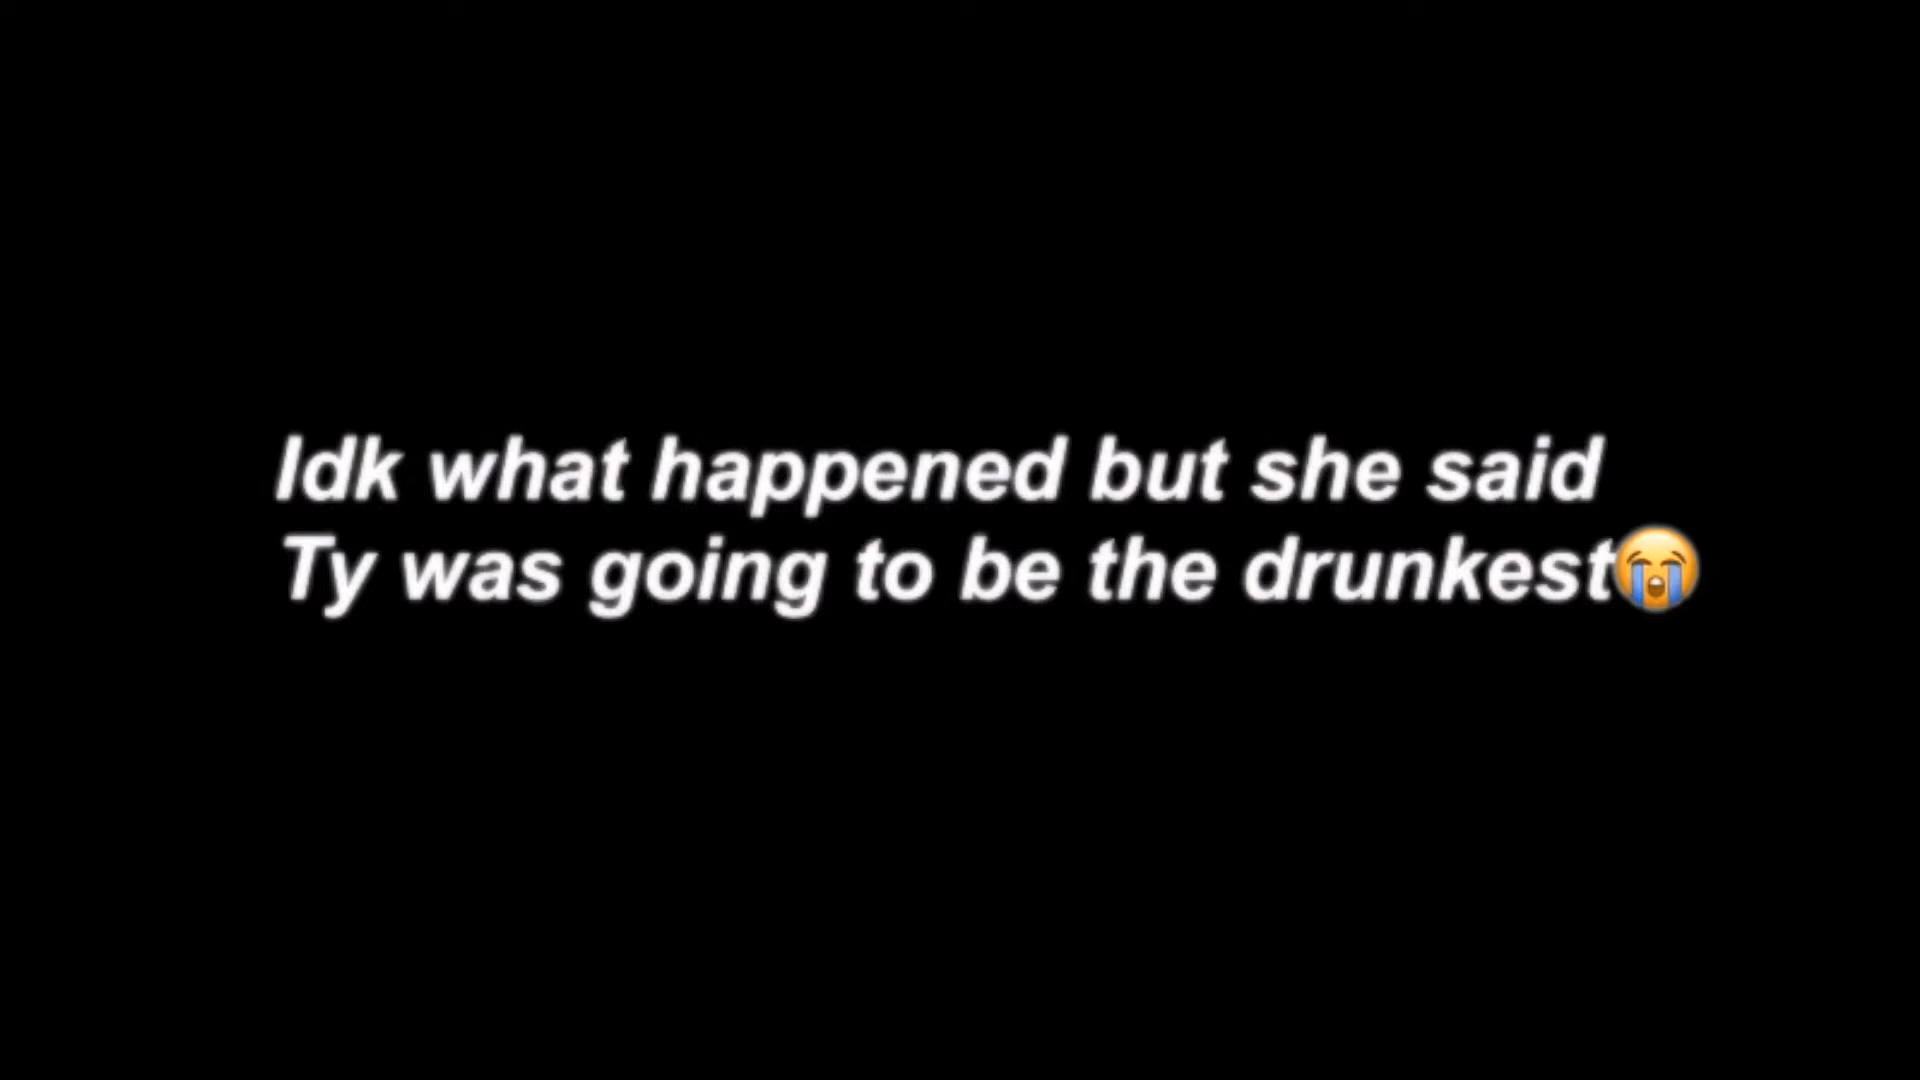 Idk what happened but she said
Ty was going to be the drunkest😭